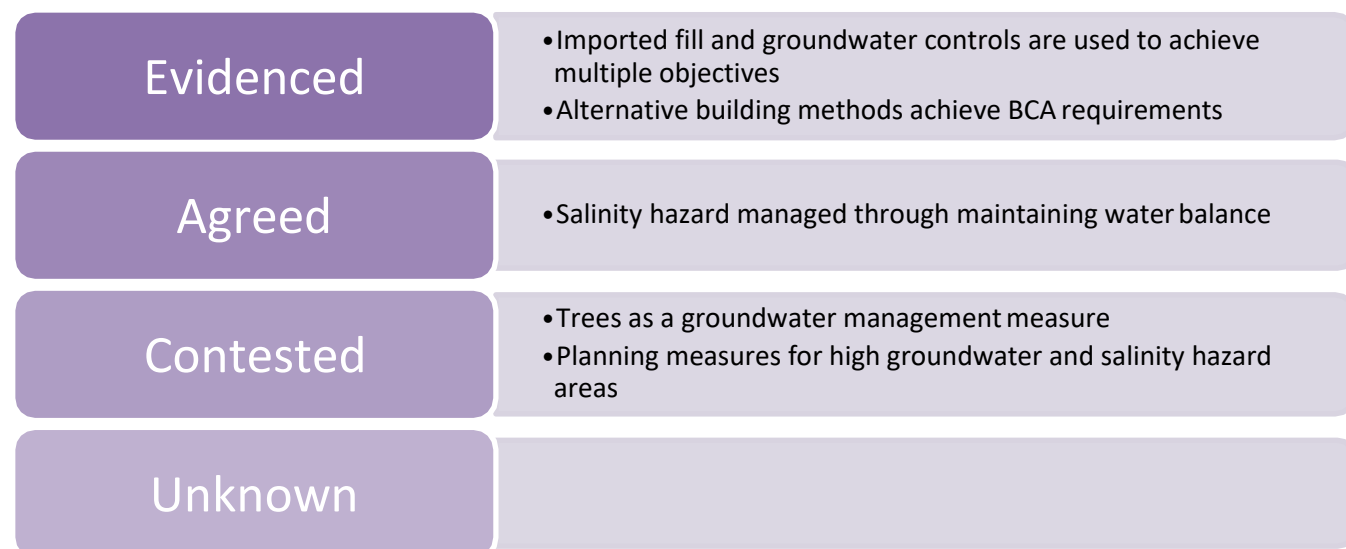 Evidenced
•Imported fill and groundwater controls are used to achieve
multiple objectives
•Alternative building methods achieve BCA requirements
Agreed
•Salinity hazard managed through maintaining water balance
Contested
•Trees as a groundwater management measure
•Planning measures for high groundwater and salinity hazard
areas
Unknown